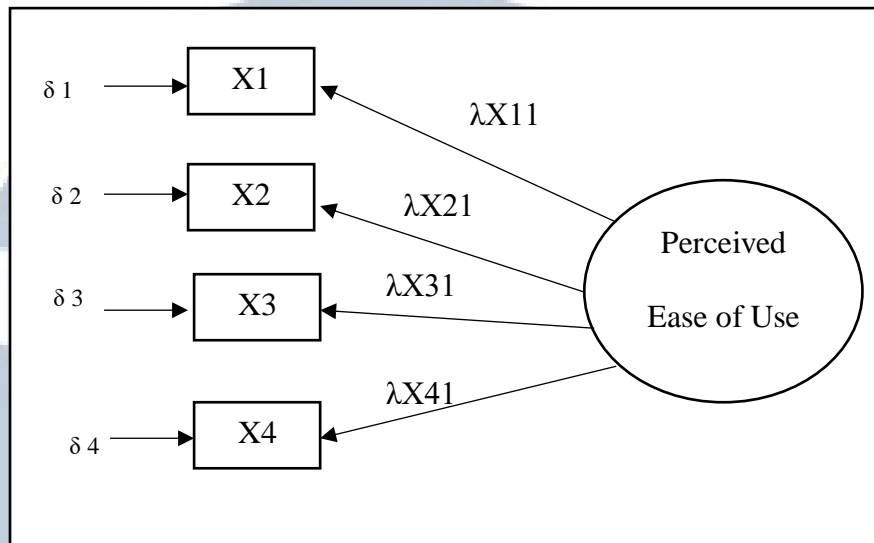 δ 1
X1
λX11
δ 2
X2
λX21
Perceived
Ease of Use
δ 3
X3
λX31
δ 4
X4
λX41